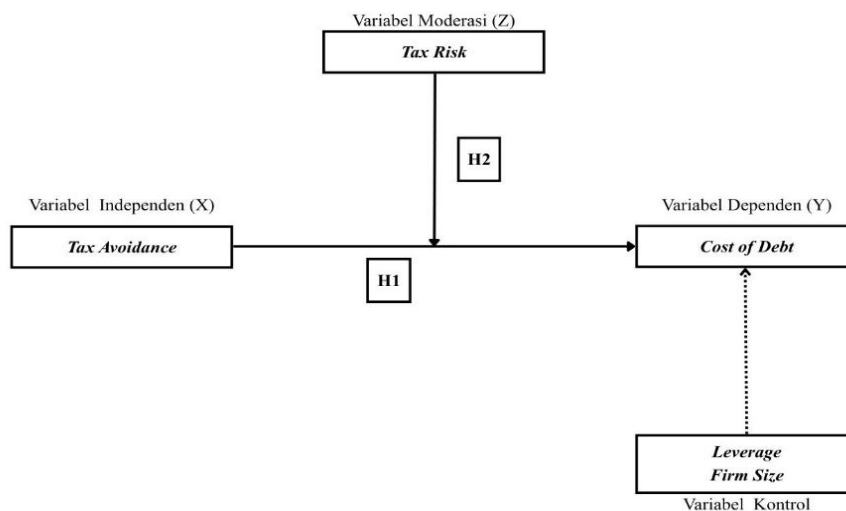 Variabel Moderasi (Z)
Tax Risk
H2
Variabel Independen (X)
Variabel Dependen (Y)
Tax Avoidance
Cost of Debt
H1
Leverage
Firm Size
Variabel Kontrol